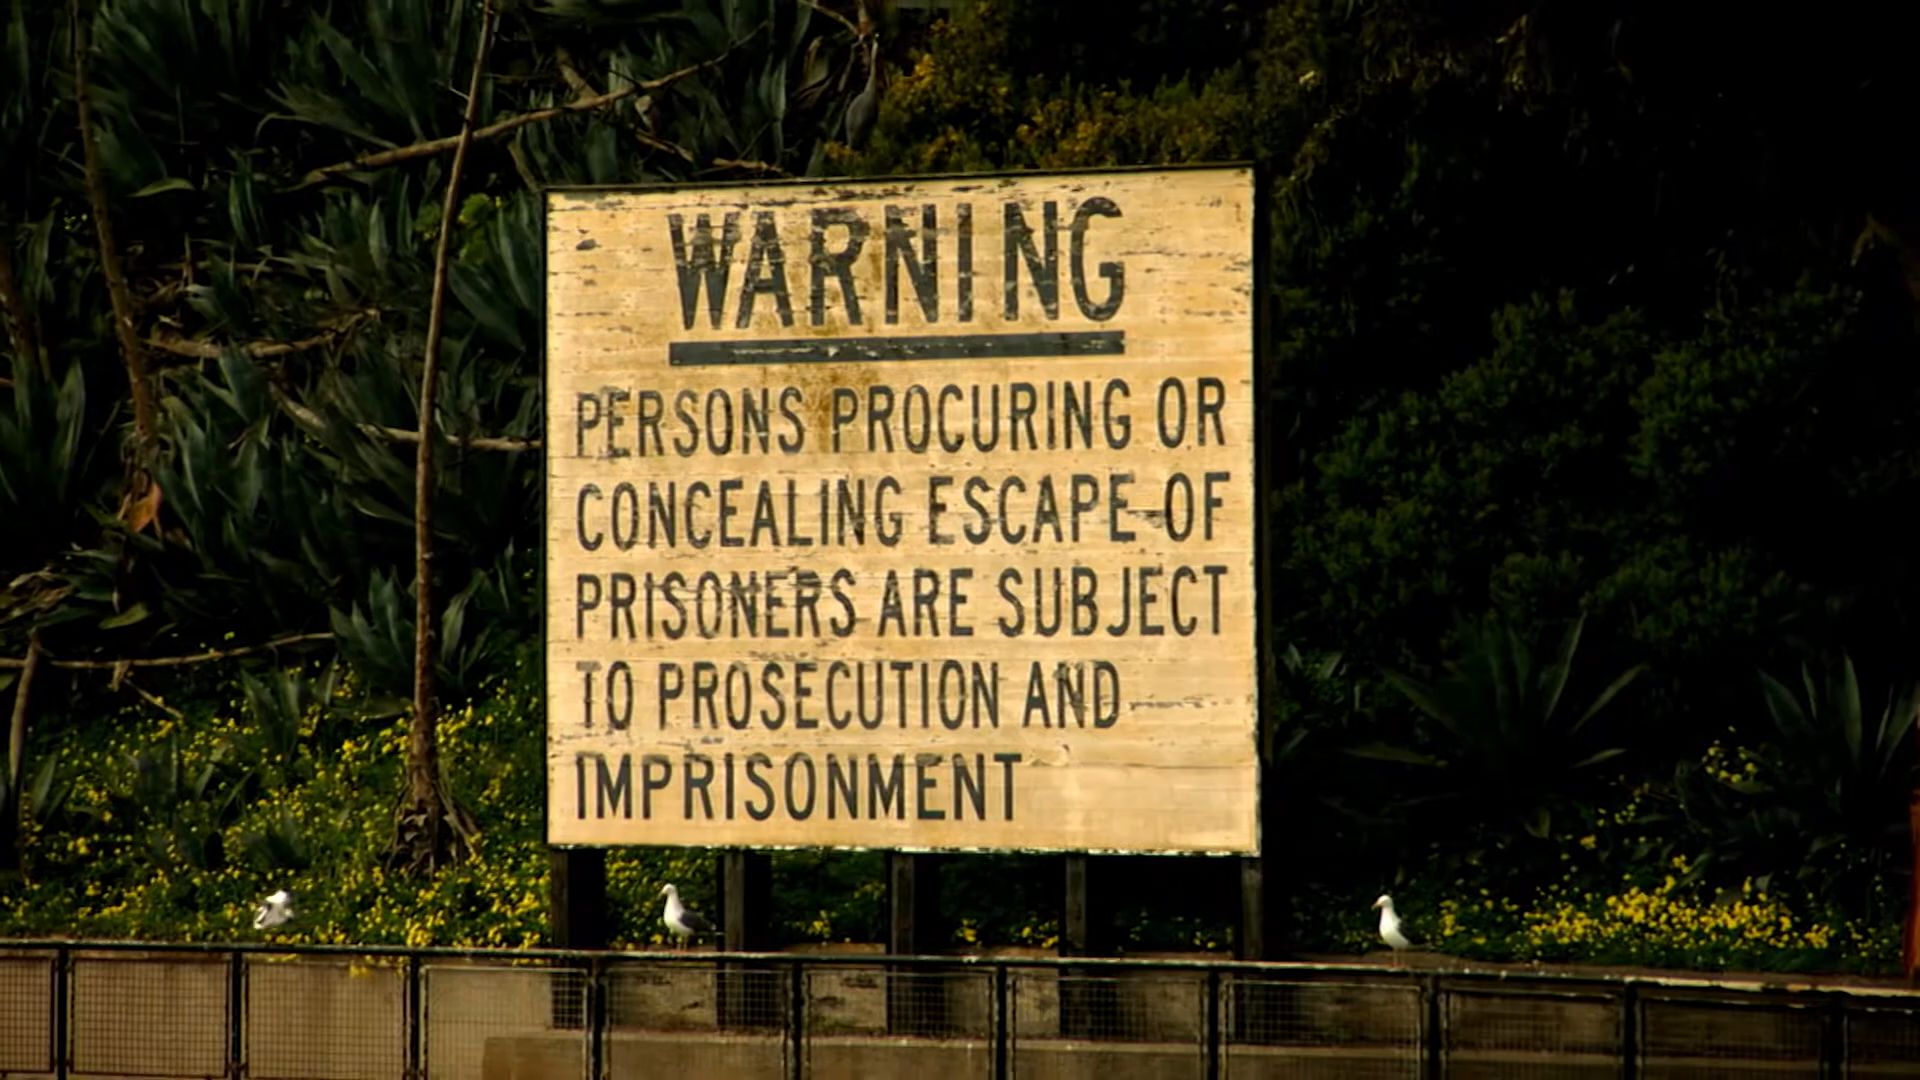 WARNING
PERSONS PROCURING OR
CONCEALING ESCAPE OF
PRISONERS ARE SUBJECT
TO PROSECUTION AND
IMPRISONMENT